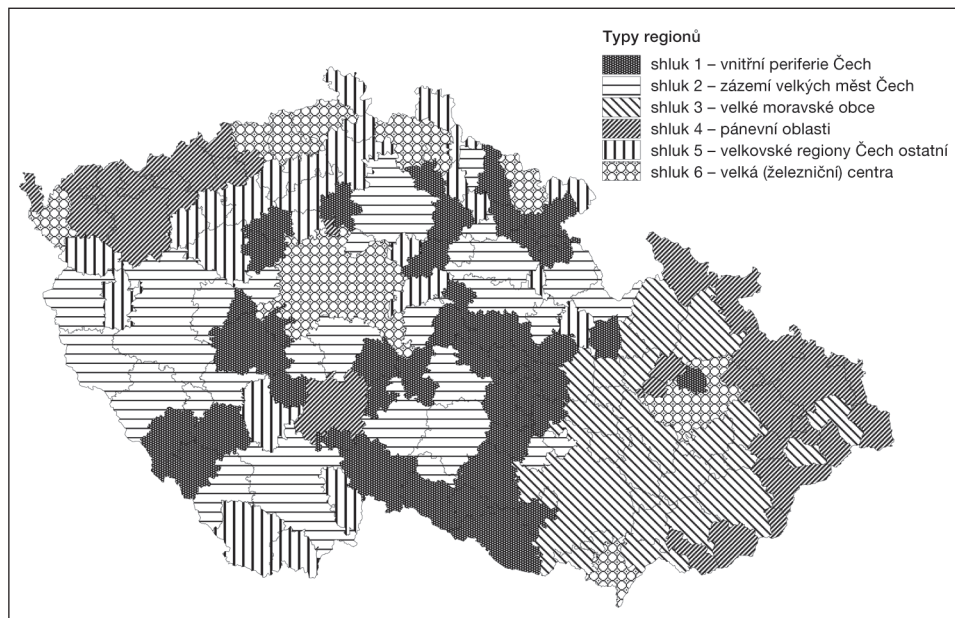 Typy regionů
shluk 1 – vnitřní periferie Čech
shluk 2 – zázemí velkých měst Čech
shluk 3 – velké moravské obce
shluk 4 – pánevní oblasti
shluk 5 – velkovské regiony Čech ostatní
shluk 6 – velká (železniční) centra